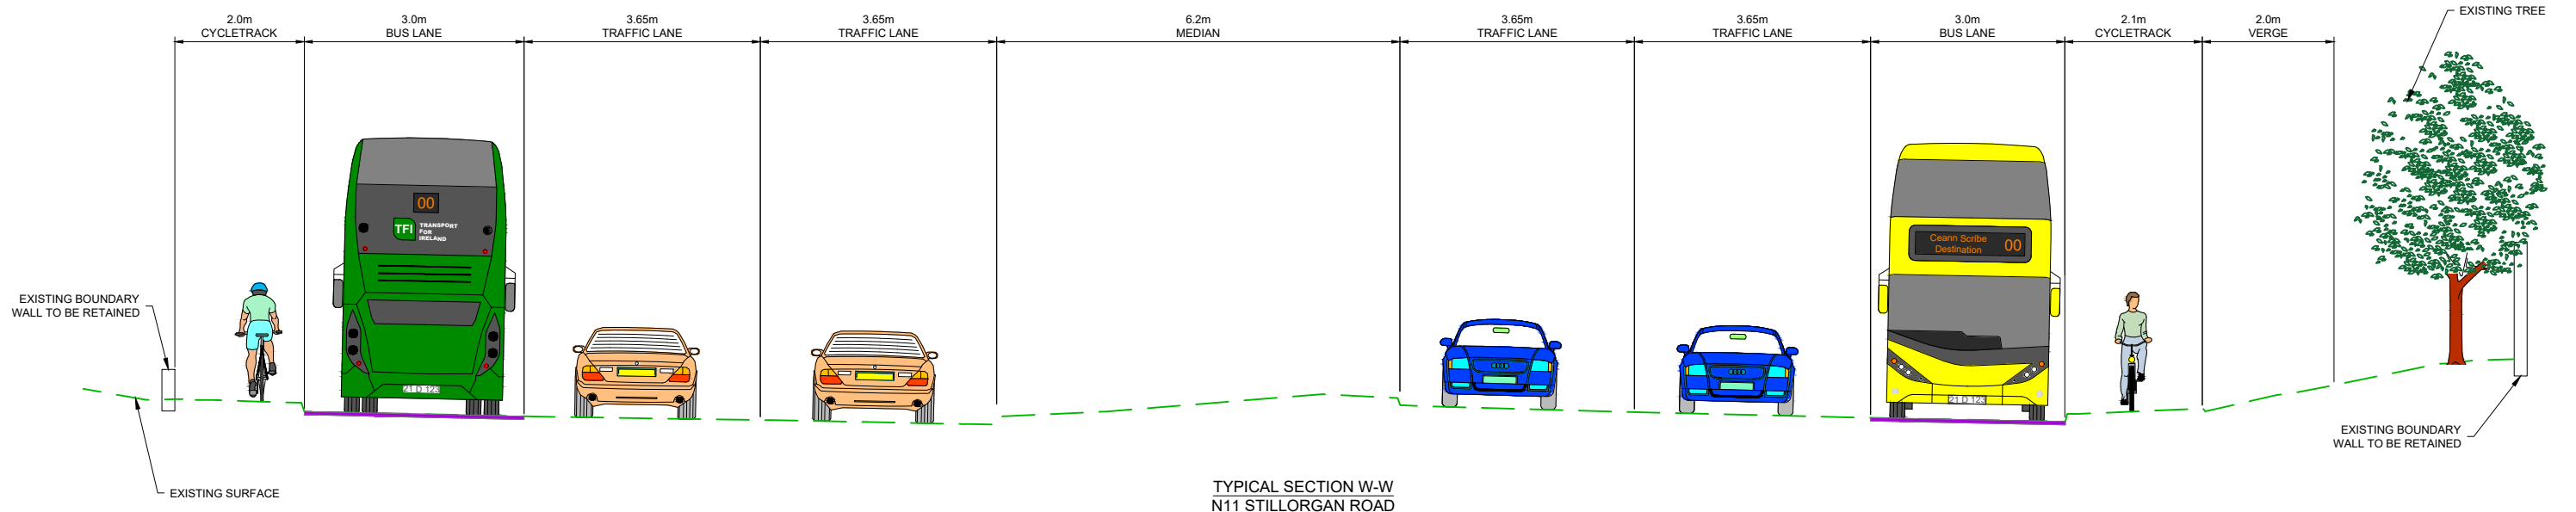 2.0m
CYCLETRACK
3.0m
BUS LANE
3.65m
TRAFFIC LANE
3.65m
TRAFFIC LANE
6.2m
MEDIAN
3.65m
TRAFFIC LANE
3.65m
TRAFFIC LANE
3.0m
BUS LANE
2.1m
CYCLETRACK
2.0m
VERGE
EXISTING TREE
00
TFI
TRANSPORT
FOR
IRELAND
21 D 123
Ceann Scríbe
Destination
00
21 D 123
EXISTING BOUNDARY
WALL TO BE RETAINED
EXISTING SURFACE
EXISTING BOUNDARY
WALL TO BE RETAINED
TYPICAL SECTION W-W
N11 STILLORGAN ROAD